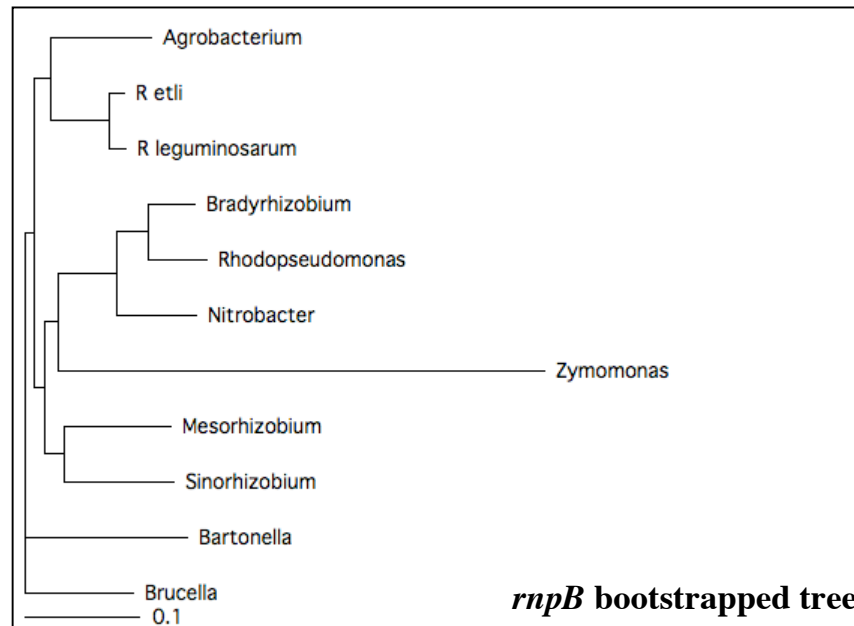 Agrobacterium
R etli
R leguminosarum
Bradyrhizobium
Rhodopseudomonas
Nitrobacter
Zymomonas
Mesorhizobium
Sinorhizobium
Bartonella
Brucella
0.1
rnpB bootstrapped tree